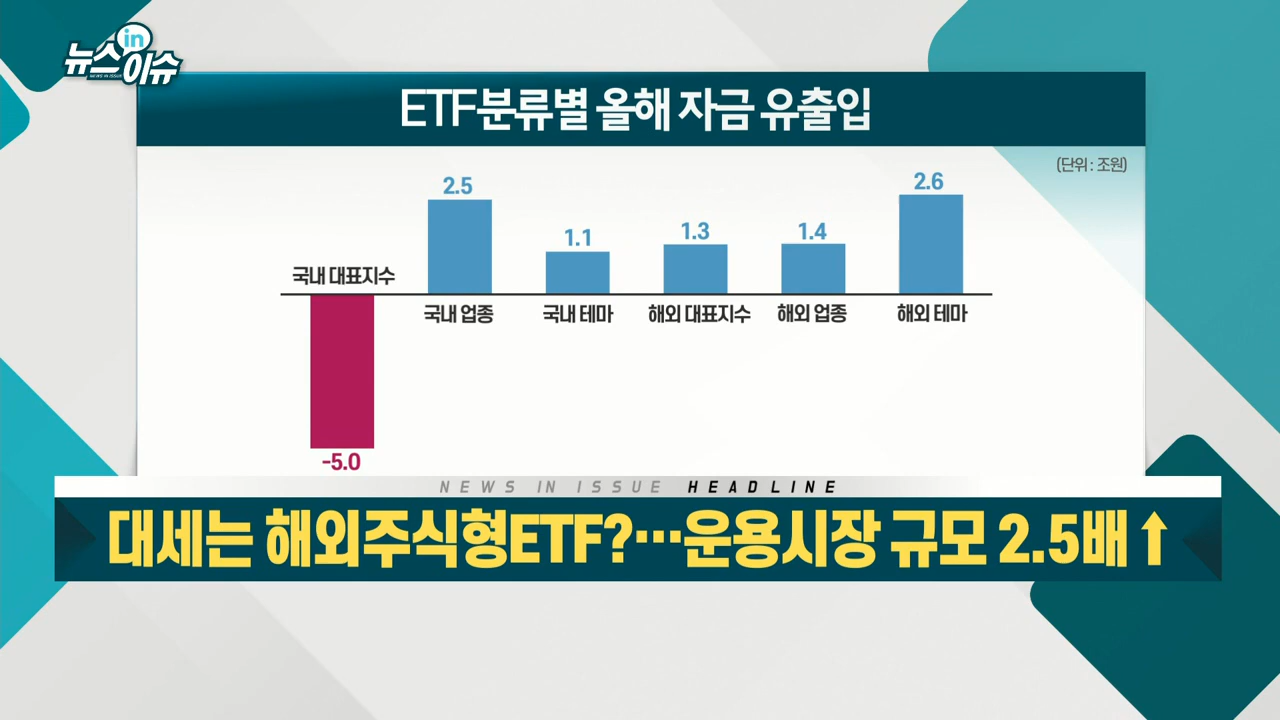 뉴스in이슈
NEWS IN ISSUE
ETF분류별 올해 자금 유출입
(단위 : 조원)
2.5
1.1
1.3
1.4
2.6
국내 대표지수
국내 업종
국내 테마
해외 대표지수
해외 업종
해외 테마
-5.0
NEWS IN ISSUE HEADLINE
대세는 해외주식형ETF?…운용시장 규모 2.5배↑